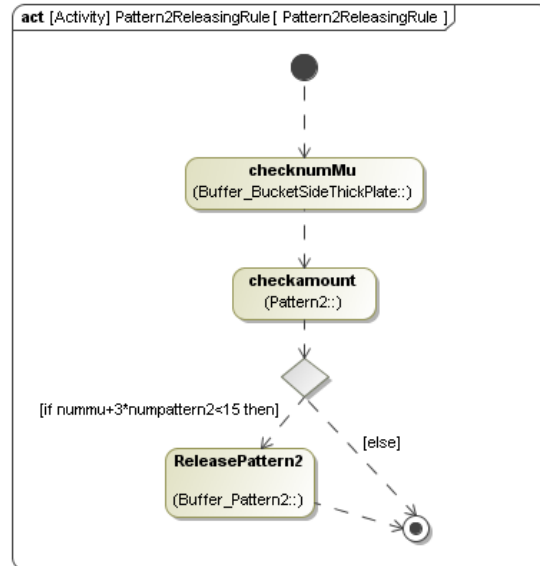 act [Activity] Pattern2ReleasingRule [ Pattern2ReleasingRule ]
checknumMu
(Buffer_BucketSideThickPlate::)
checkamount
(Pattern2::)
[if nummu+3*numpattern2<15 then]
[else]
ReleasePattern2
(Buffer_Pattern2::)